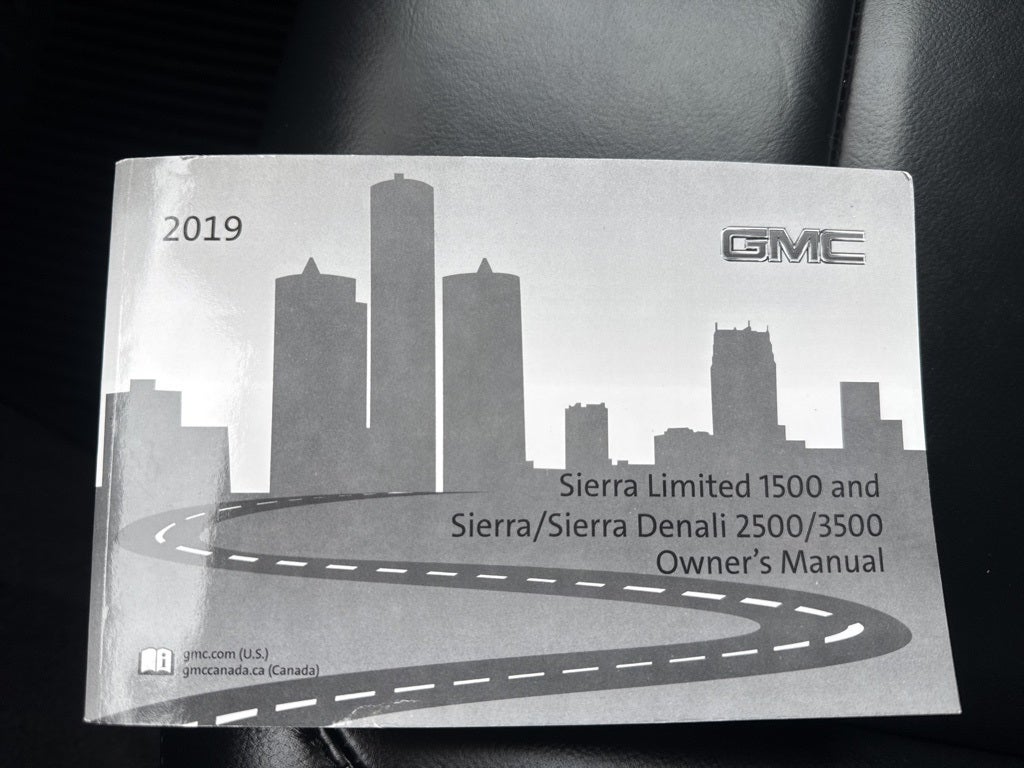 2019
GMC
Sierra Limited 1500 and
Sierra/Sierra Denali 2500/3500
Owner's Manual
gmc.com (U.S.)
gmccanada.ca (Canada)